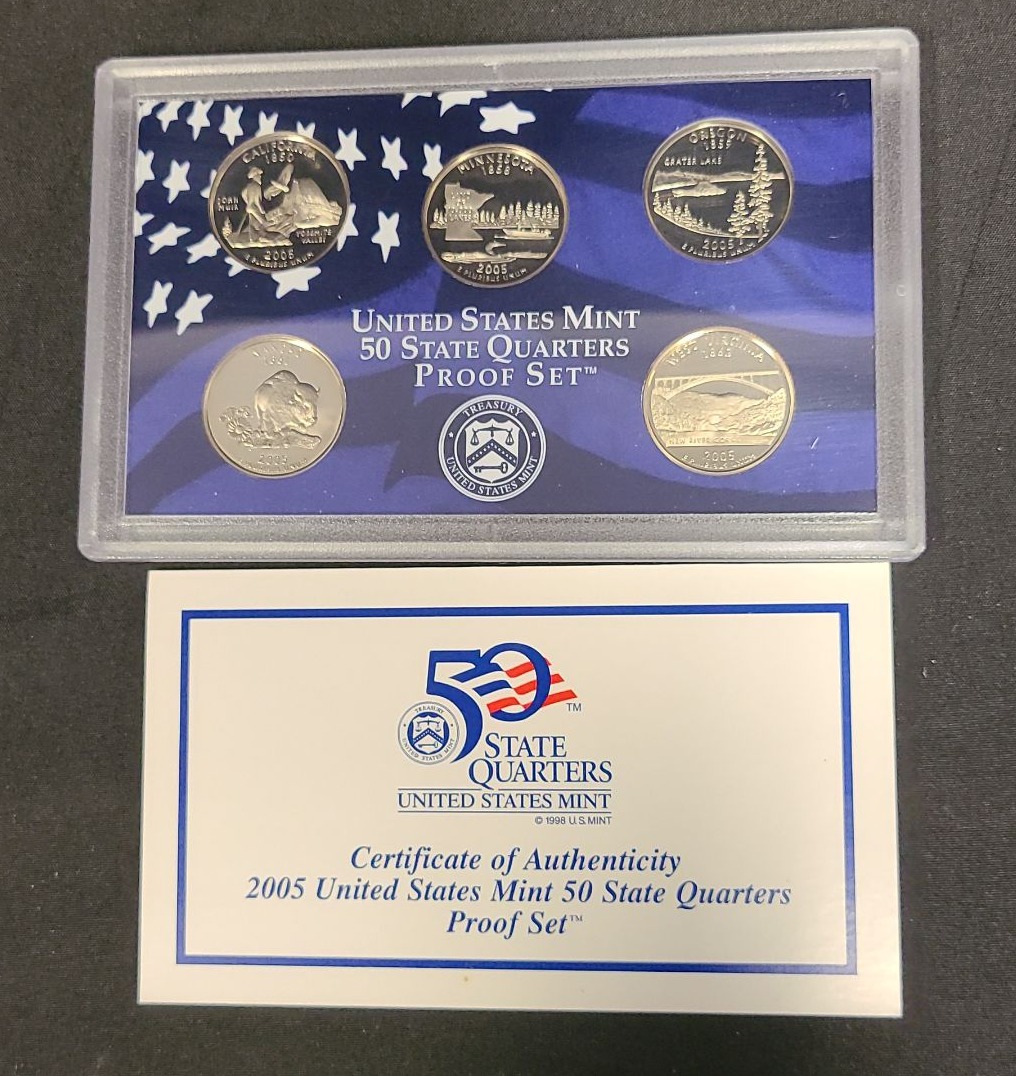 CALIFORNIA
1850
JOHN
MUIR
YOSEMITE
VALLEY
2005
E PLURIBUS UNUM
MINNESOTA
1858
2005
E PLURIBUS UNUM
OREGON
1859
CRATER LAKE
2005
E PLURIBUS UNUM
UNITED STATES MINT
50 STATE QUARTERS
PROOF SET™
TREASURY
UNITED STATES MINT
2005
WEST VIRGINIA
1863
NEW RIVER GORGE
2005
E PLURIBUS UNUM
50
TM
TREASURY
UNITED STATES MINT
STATE
QUARTERS
UNITED STATES MINT
© 1998 U.S. MINT
Certificate of Authenticity
2005 United States Mint 50 State Quarters
Proof Set™